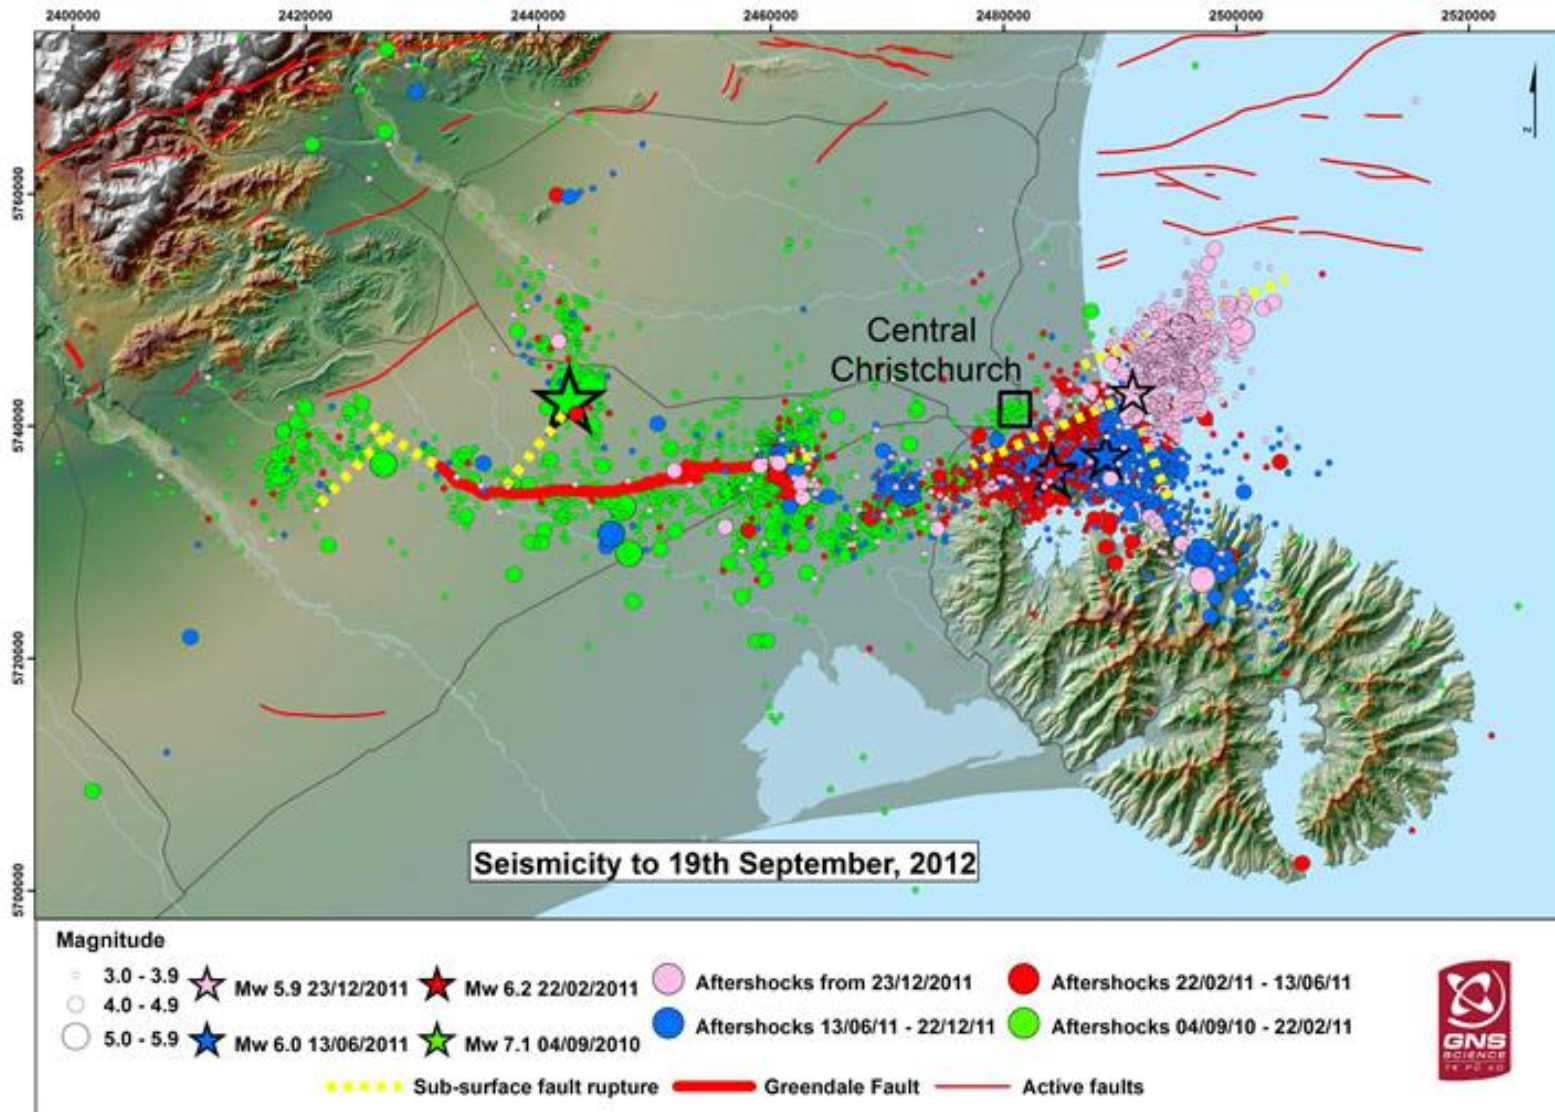 2400000 2420000 2440000 2460000 2480000 2500000 2520000
5760000
5740000
5720000
5700000
z
Central
Christchurch
Seismicity to 19th September, 2012
Magnitude
3.0 - 3.9
4.0 - 4.9
5.0 - 5.9
Mw 5.9 23/12/2011
Mw 6.2 22/02/2011
Aftershocks from 23/12/2011
Aftershocks 22/02/11 - 13/06/11
Mw 6.0 13/06/2011
Mw 7.1 04/09/2010
Aftershocks 13/06/11 - 22/12/11
Aftershocks 04/09/10 - 22/02/11
Sub-surface fault rupture
Greendale Fault
Active faults
GNS
SCIENCE
TE PŪ AO